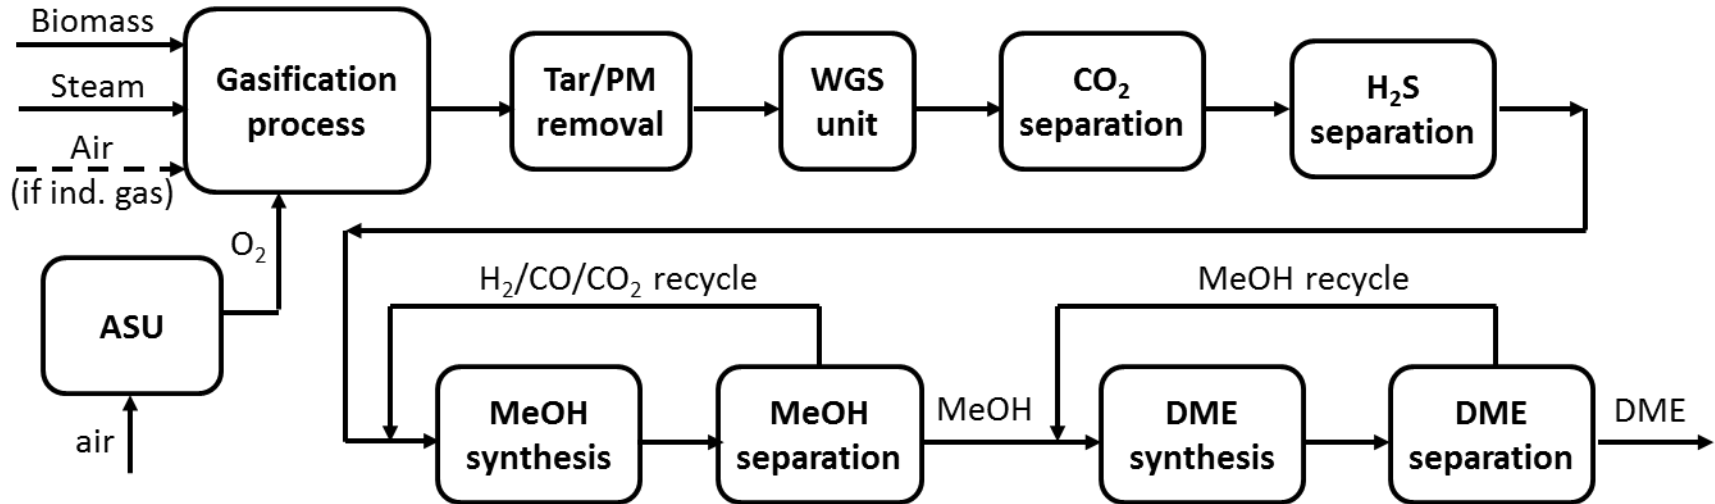 Biomass
Steam
Air
(if ind. gas)
Gasification
process
Tar/PM
removal
WGS
unit
CO₂
separation
H₂S
separation
O₂
ASU
air
H₂/CO/CO₂ recycle
MeOH recycle
MeOH
synthesis
MeOH
separation
MeOH
DME
synthesis
DME
separation
DME